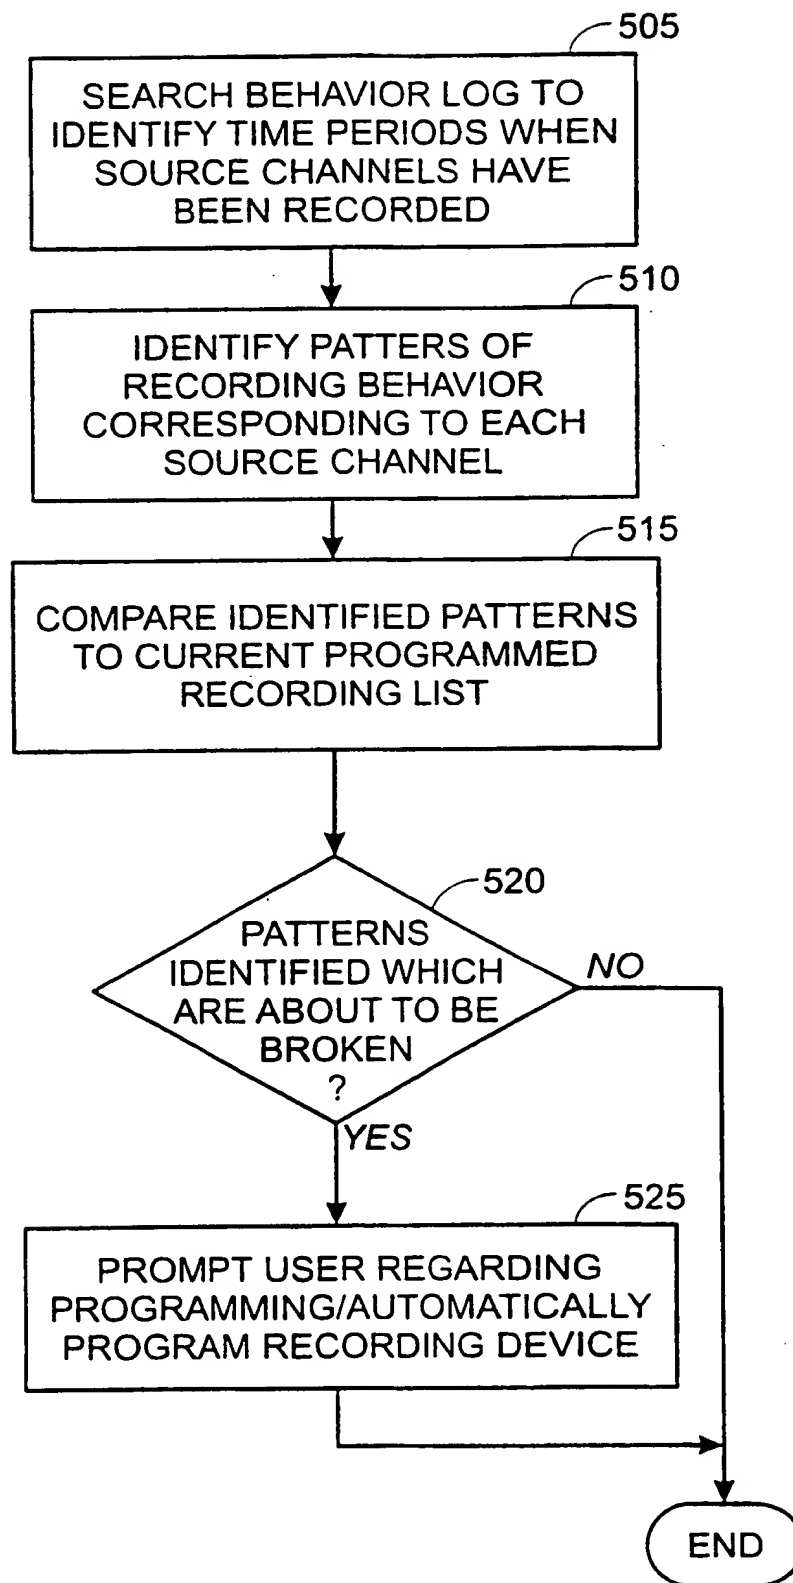 505
SEARCH BEHAVIOR LOG TO
IDENTIFY TIME PERIODS WHEN
SOURCE CHANNELS HAVE
BEEN RECORDED
510
IDENTIFY PATTERS OF
RECORDING BEHAVIOR
CORRESPONDING TO EACH
SOURCE CHANNEL
515
COMPARE IDENTIFIED PATTERNS
TO CURRENT PROGRAMMED
RECORDING LIST
520
PATTERNS
IDENTIFIED WHICH
ARE ABOUT TO BE
BROKEN
?
NO
YES
525
PROMPT USER REGARDING
PROGRAMMING/AUTOMATICALLY
PROGRAM RECORDING DEVICE
END